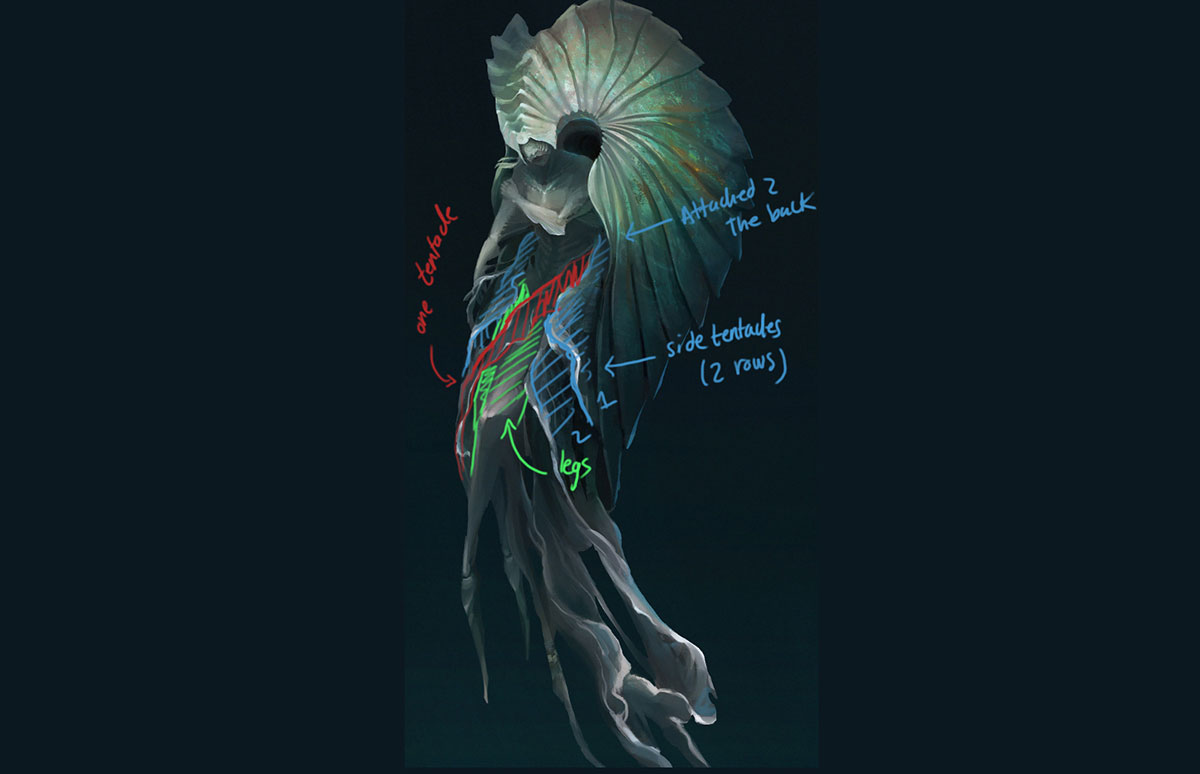 one tentacle
Attached 2
The back
side tentacles
(2 rows)
1
2
legs